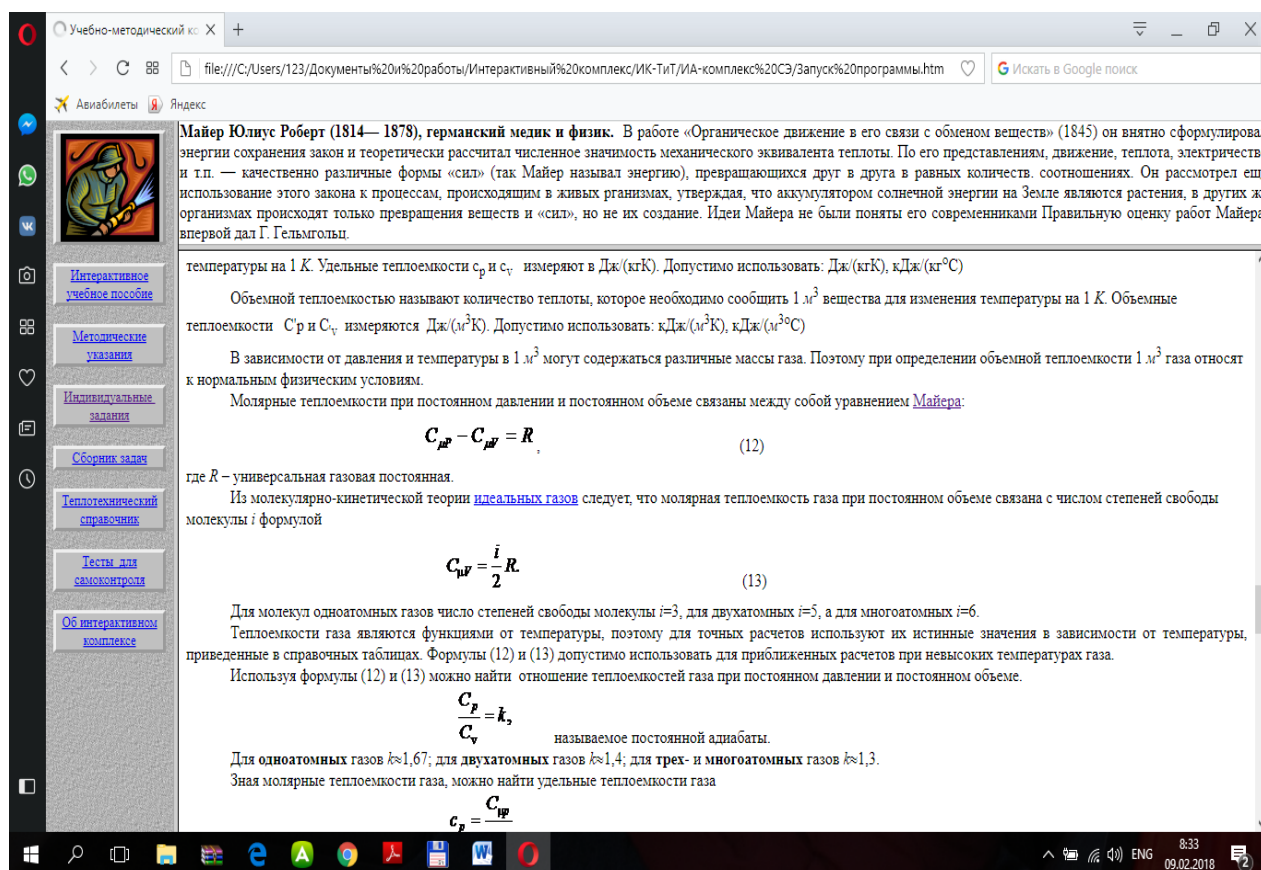 Учебно-методический ко
file:///C:/Users/123/Документы%20и%20работы/Интерактивный%20комплекс/ИК-ТиТ/ИА-комплекс%20СЭ/Запуск%20программы.htm
Искать в Google поиск
Авиабилеты Яндекс
Майер Юлиус Роберт (1814— 1878), германский медик и физик. В работе «Органическое движение в его связи с обменом веществ» (1845) он внятно сформулирова
энергии сохранения закон и теоретически рассчитал численное значимость механического эквивалента теплоты. По его представлениям, движение, теплота, электричеств
и т.п. — качественно различные формы «сил» (так Майер называл энергию), превращающихся друг в друга в равных количеств. соотношениях. Он рассмотрел ещ
использование этого закона к процессам, происходящим в живых рганизмах, утверждая, что аккумулятором солнечной энергии на Земле являются растения, в других ж
организмах происходят только превращения веществ и «сил», но не их создание. Идеи Майера не были поняты его современниками Правильную оценку работ Майера
впервой дал Г. Гельмгольц.
Интерактивное
учебное пособие
Методические
указания
Индивидуальные
задания
Сборник задач
Теплотехнический
справочник
Тесты для
самоконтроля
Об интерактивном
комплексе
температуры на 1 К. Удельные теплоемкости cp и cv измеряют в Дж/(кгК). Допустимо использовать: Дж/(кгК), кДж/(кг⁰С)
Объемной теплоемкостью называют количество теплоты, которое необходимо сообщить 1 м³ вещества для изменения температуры на 1 К. Объемные
теплоемкости С'р и Cv измеряются Дж/(м³К). Допустимо использовать: кДж/(м³К), кДж/(м³⁰С)
В зависимости от давления и температуры в 1 м³ могут содержаться различные массы газа. Поэтому при определении объемной теплоемкости 1 м³ газа относят
к нормальным физическим условиям.
Молярные теплоемкости при постоянном давлении и постоянном объеме связаны между собой уравнением Майера:
CμP − CμV = R, (12)
где R – универсальная газовая постоянная.
Из молекулярно-кинетической теории идеальных газов следует, что молярная теплоемкость газа при постоянном объеме связана с числом степеней свободы
молекулы i формулой
CμV = i/2 R. (13)
Для молекул одноатомных газов число степеней свободы молекулы i=3, для двухатомных i=5, а для многоатомных i=6.
Теплоемкости газа являются функциями от температуры, поэтому для точных расчетов используют их истинные значения в зависимости от температуры,
приведенные в справочных таблицах. Формулы (12) и (13) допустимо использовать для приближенных расчетов при невысоких температурах газа.
Используя формулы (12) и (13) можно найти отношение теплоемкостей газа при постоянном давлении и постоянном объеме.
Cp/Cv = k, называемое постоянной адиабаты.
Для одноатомных газов k≈1,67; для двухатомных газов k≈1,4; для трех- и многоатомных газов k≈1,3.
Зная молярные теплоемкости газа, можно найти удельные теплоемкости газа
cp = Cμp
ENG
8:33
09.02.2018